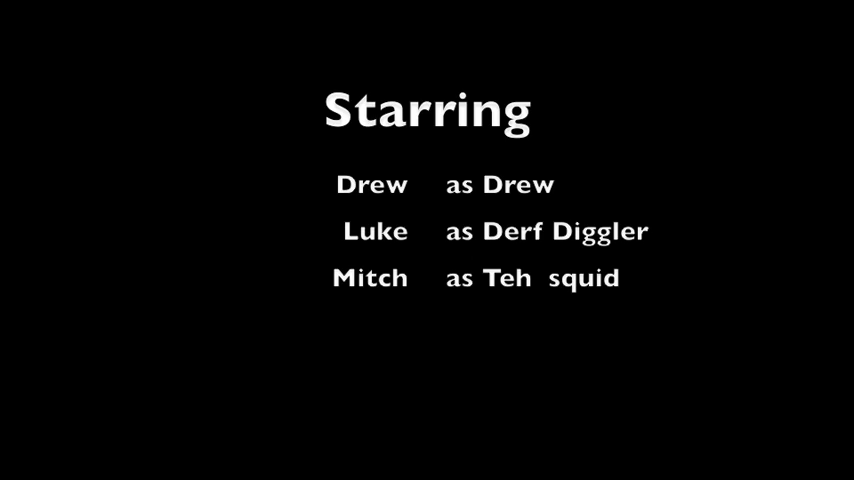 Starring
Drew as Drew
Luke as Derf Diggler
Mitch as Teh squid